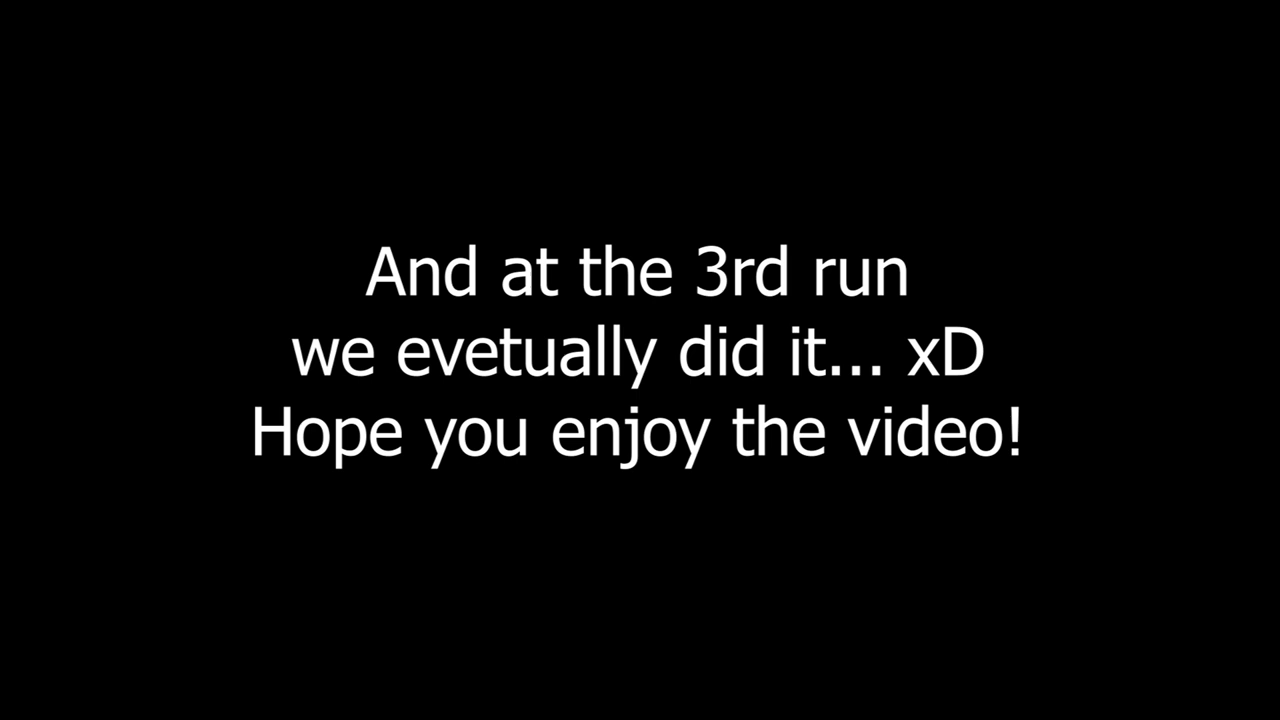 And at the 3rd run
we evetually did it... xD
Hope you enjoy the video!